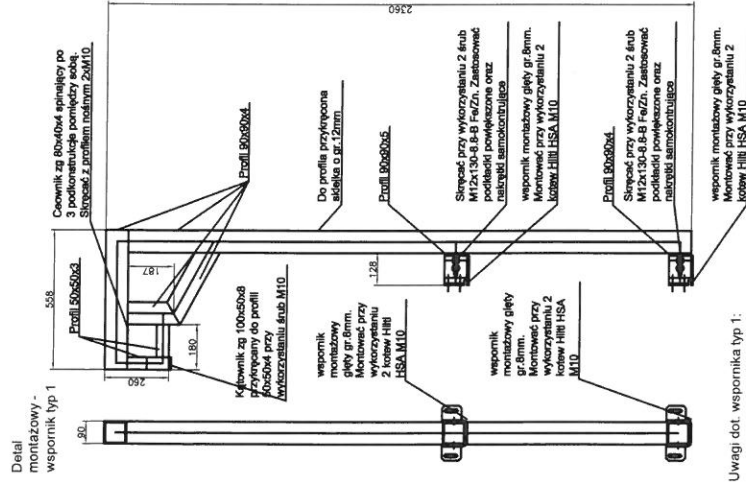 Detal
montażowy -
wspornik typ 1
90
558
260
180
187
128
2360
Profil 50x50x3
Ceownik zg 80x40x4 spinający po
3 podkonstrukcje pomiędzy sobą.
Skręcać z profilem nośnym 2xM10
Profil 90x90x4
Kątownik zg 100x50x8
przykręcany do profili
50x50x4 przy
wykorzystaniu śrub M10
Do profila przykręcona
sklejka o gr.12mm
Profil 90x90x5
wspornik
montażowy
gięty gr.8mm.
Montować przy
wykorzystaniu
2 kotew Hilti
HSA M10
Skręcać przy wykorzystaniu 2 śrub
M12x130-8.8-B Fe/Zn. Zastosować
podkładki powiększone oraz
nakrętki samokontrujące
wspornik montażowy gięty gr.8mm.
Montować przy wykorzystaniu 2
kotew Hilti HSA M10
wspornik
montażowy gięty
gr.8mm.
Montować przy
wykorzystaniu 2
kotew Hilti HSA
M10
Profil 90x90x4
Skręcać przy wykorzystaniu 2 śrub
M12x130-8.8-B Fe/Zn. Zastosować
podkładki powiększone oraz
nakrętki samokontrujące
wspornik montażowy gięty gr.8mm.
Montować przy wykorzystaniu 2
kotew Hilti HSA M10
Uwagi dot. wspornika typ 1: